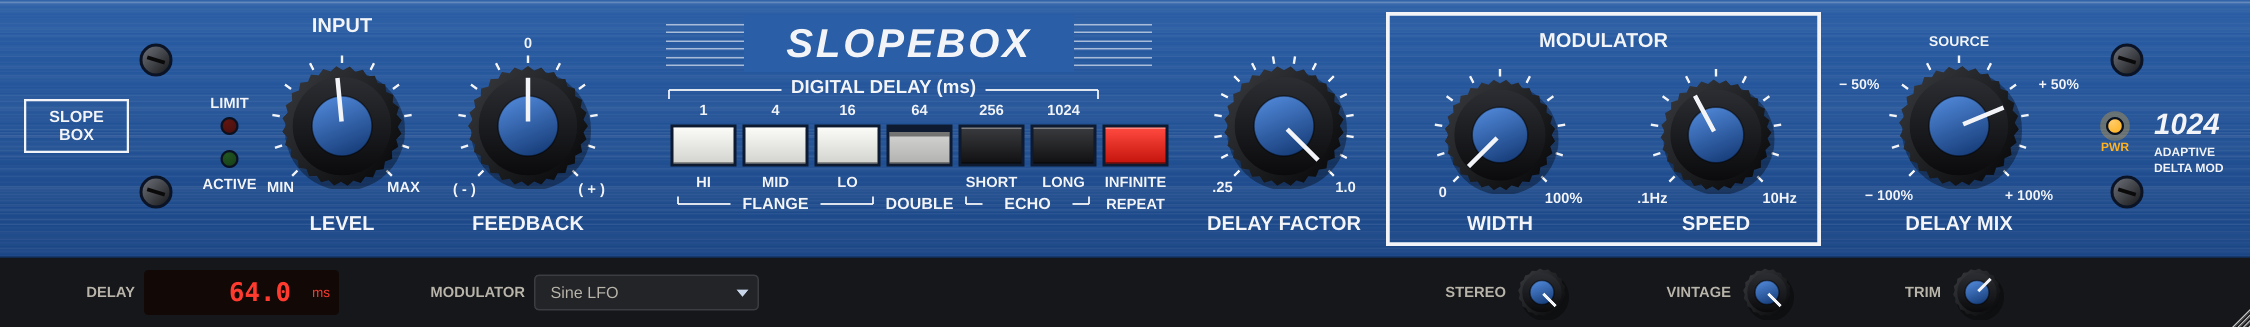 INPUT
0
SLOPEBOX
MODULATOR
SOURCE
DIGITAL DELAY (ms)
− 50%
+ 50%
LIMIT
1
4
16
64
256
1024
SLOPE
BOX
1024
PWR
ADAPTIVE
DELTA MOD
ACTIVE
MIN
MAX
( - )
( + )
HI
MID
LO
SHORT
LONG
INFINITE
.25
1.0
0
100%
.1Hz
10Hz
− 100%
+ 100%
FLANGE
DOUBLE
ECHO
REPEAT
LEVEL
FEEDBACK
DELAY FACTOR
WIDTH
SPEED
DELAY MIX
DELAY
64.0 ms
MODULATOR
Sine LFO
STEREO
VINTAGE
TRIM